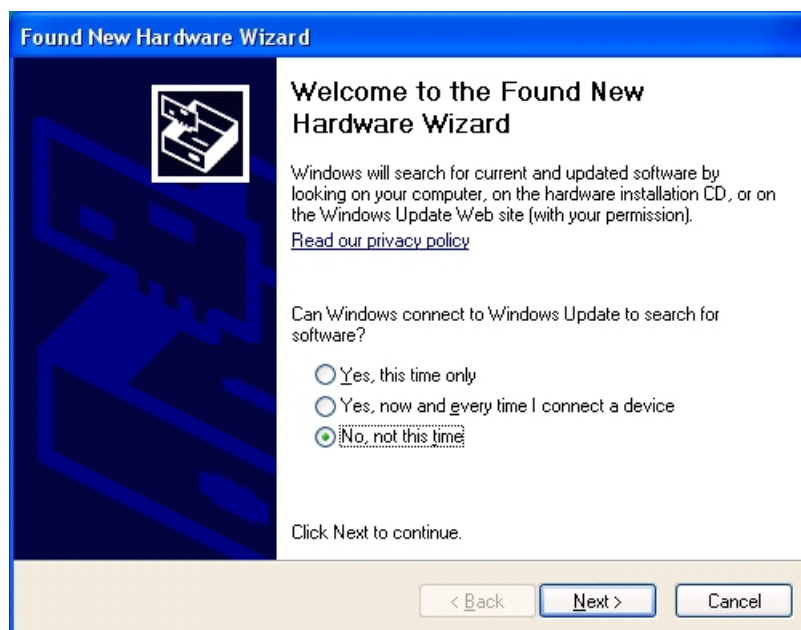 Found New Hardware Wizard
Welcome to the Found New
Hardware Wizard
Windows will search for current and updated software by
looking on your computer, on the hardware installation CD, or on
the Windows Update Web site (with your permission).
Read our privacy policy
Can Windows connect to Windows Update to search for
software?
Yes, this time only
Yes, now and every time I connect a device
No, not this time
Click Next to continue.
< Back
Next >
Cancel